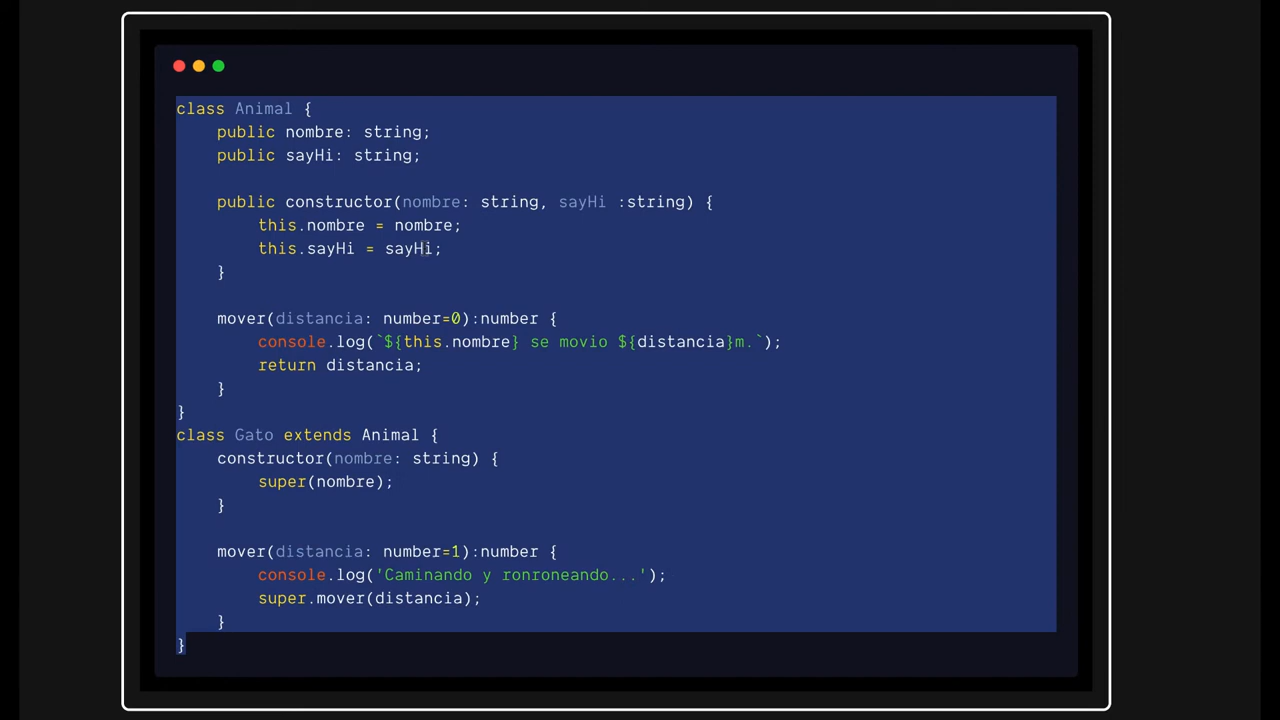 class Animal {
    public nombre: string;
    public sayHi: string;

    public constructor(nombre: string, sayHi :string) {
        this.nombre = nombre;
        this.sayHi = sayHi;
    }

    mover(distancia: number=0):number {
        console.log(`${this.nombre} se movio ${distancia}m.`);
        return distancia;
    }
}
class Gato extends Animal {
    constructor(nombre: string) {
        super(nombre);
    }

    mover(distancia: number=1):number {
        console.log('Caminando y ronroneando...');
        super.mover(distancia);
    }
}